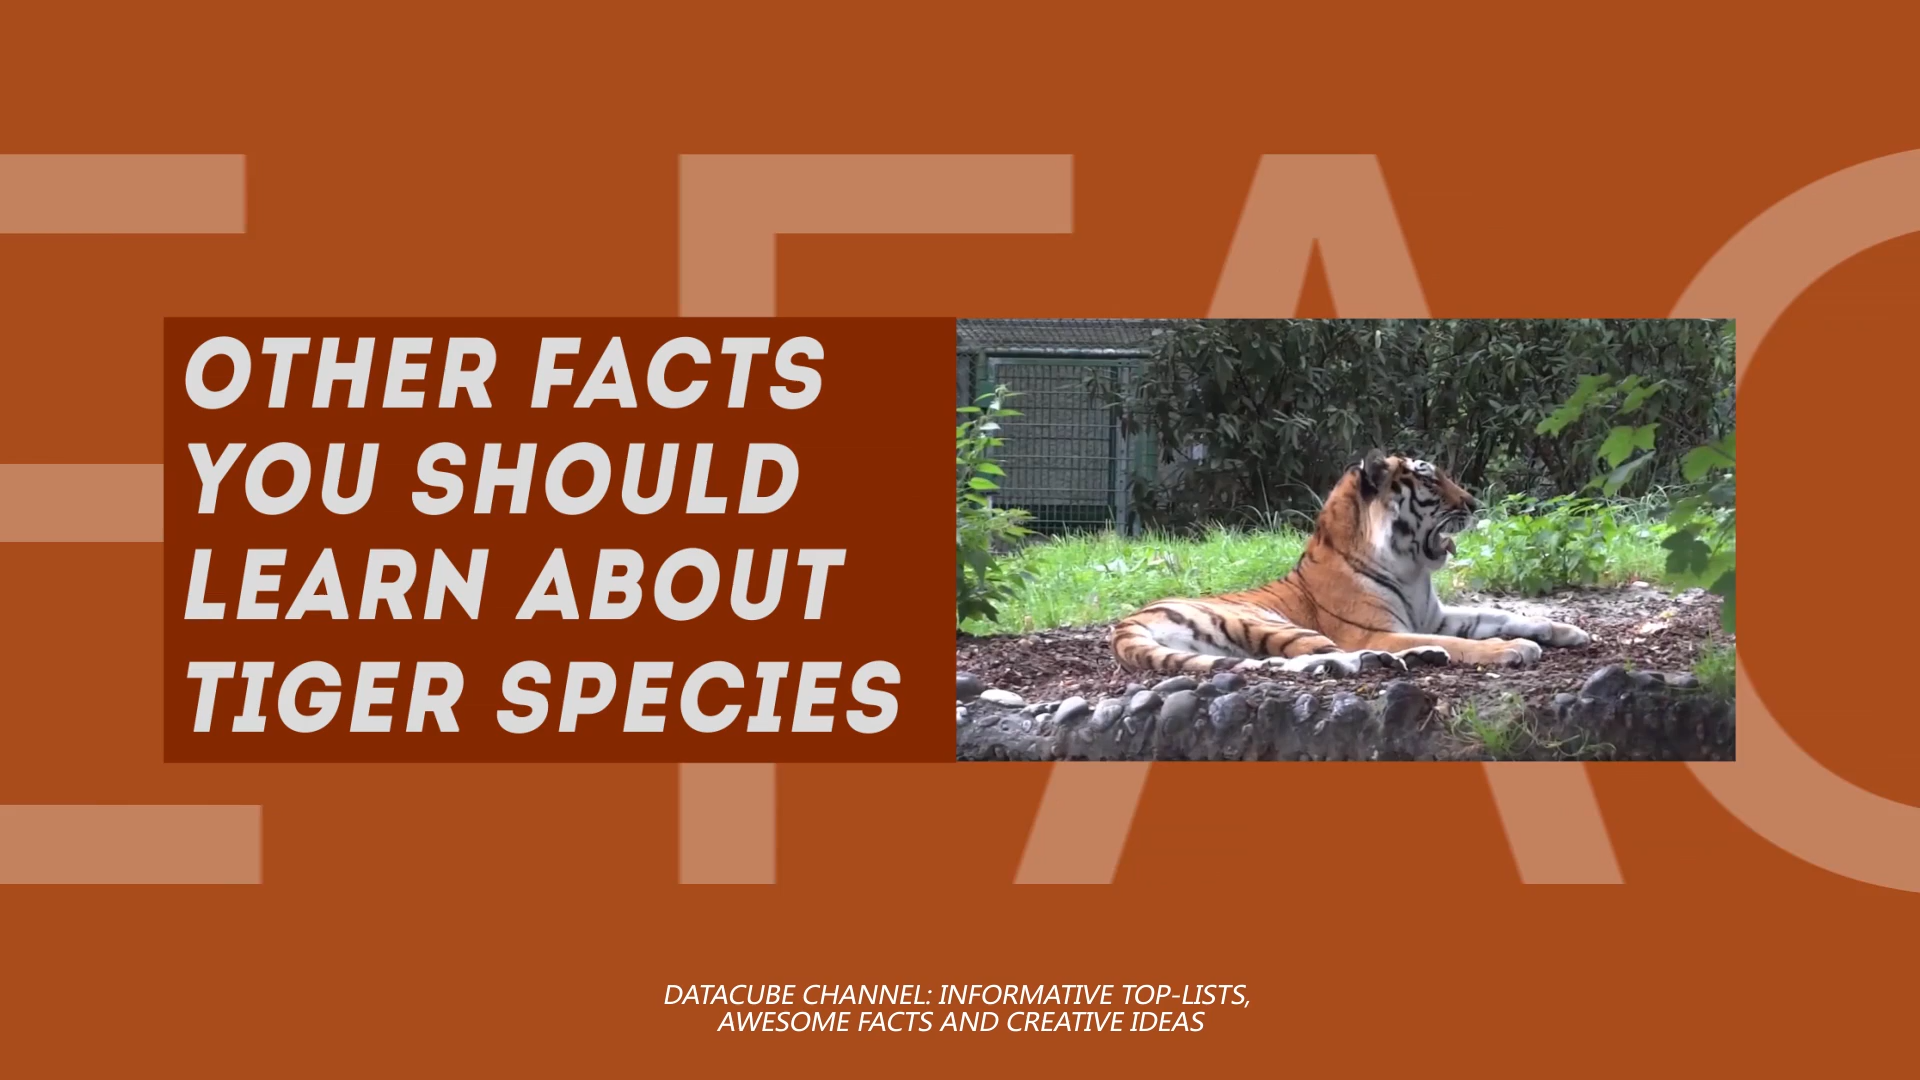 OTHER FACTS
YOU SHOULD
LEARN ABOUT
TIGER SPECIES
DATACUBE CHANNEL: INFORMATIVE TOP-LISTS,
AWESOME FACTS AND CREATIVE IDEAS